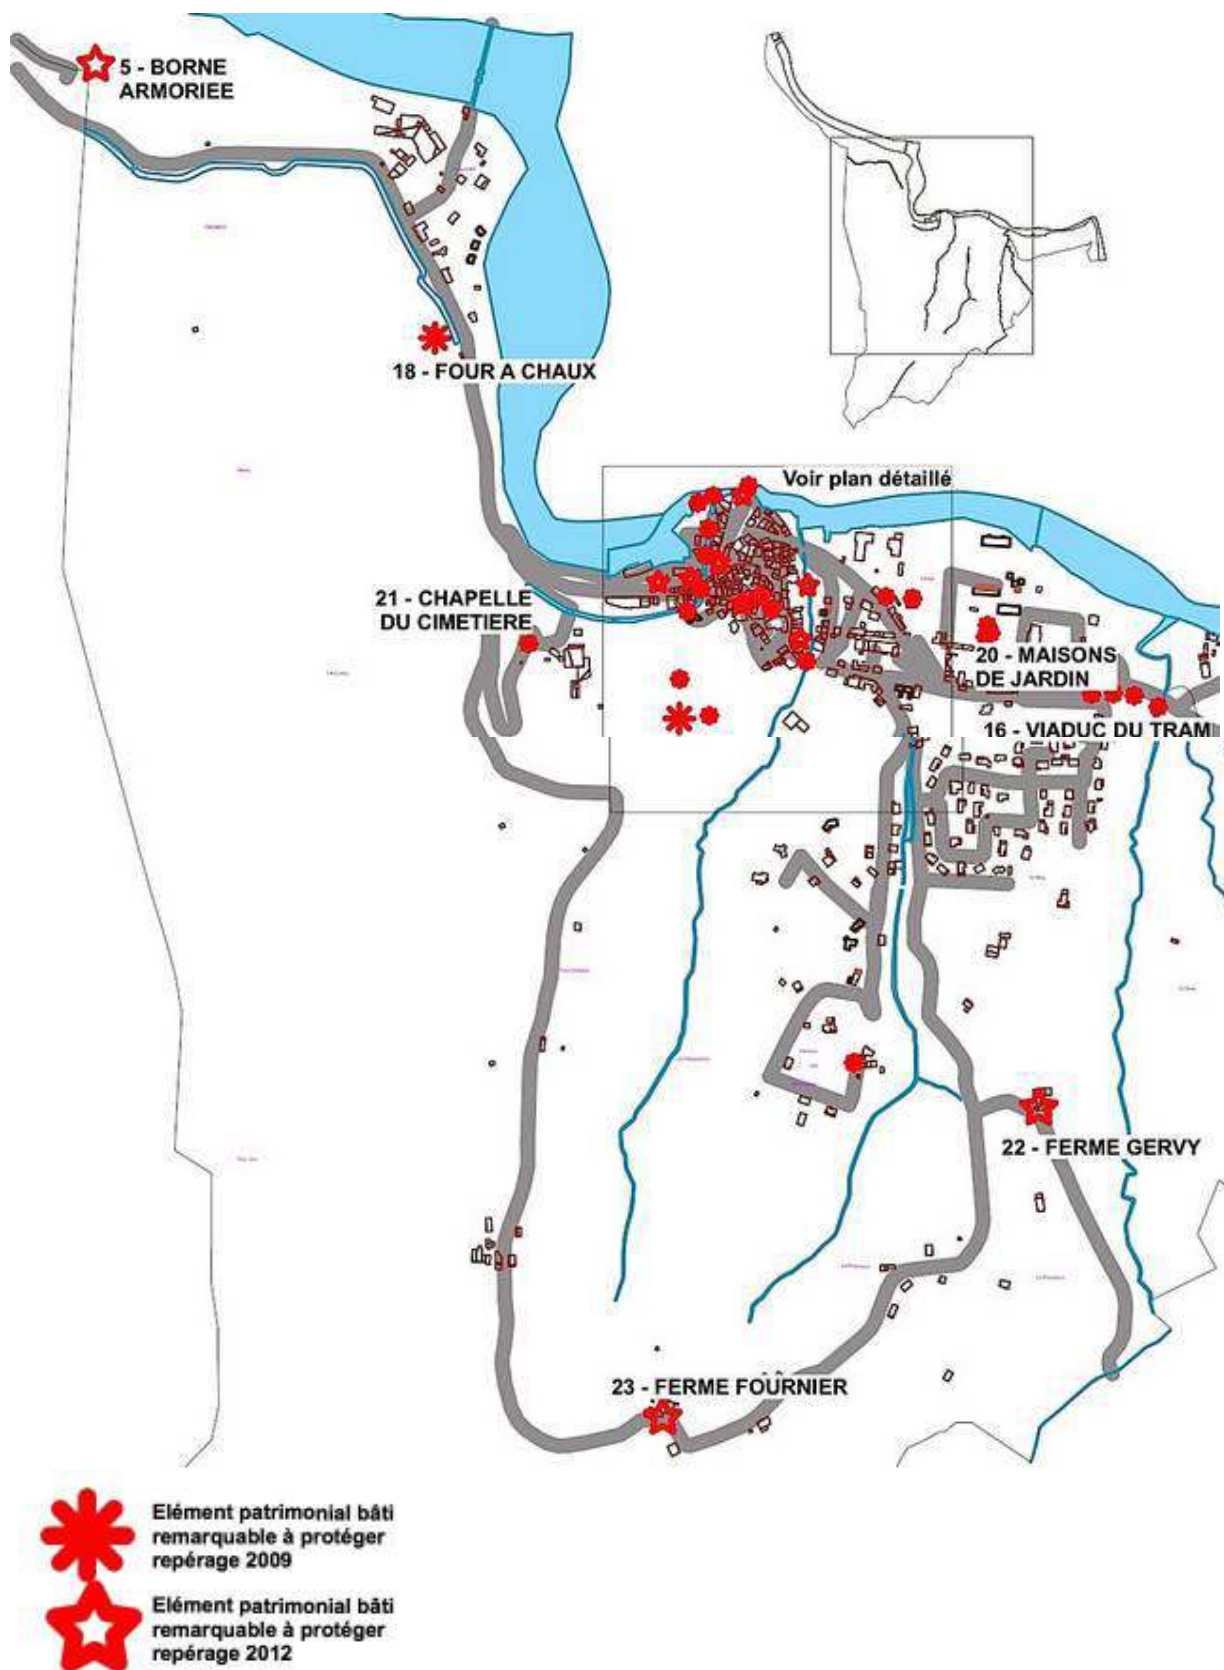 5 - BORNE
ARMORIEE
18 - FOUR A CHAUX
Voir plan détaillé
21 - CHAPELLE
DU CIMETIERE
20 - MAISONS
DE JARDIN
16 - VIADUC DU TRAM
22 - FERME GERVY
23 - FERME FOURNIER
Elément patrimonial bâti
remarquable à protéger
repérage 2009
Elément patrimonial bâti
remarquable à protéger
repérage 2012